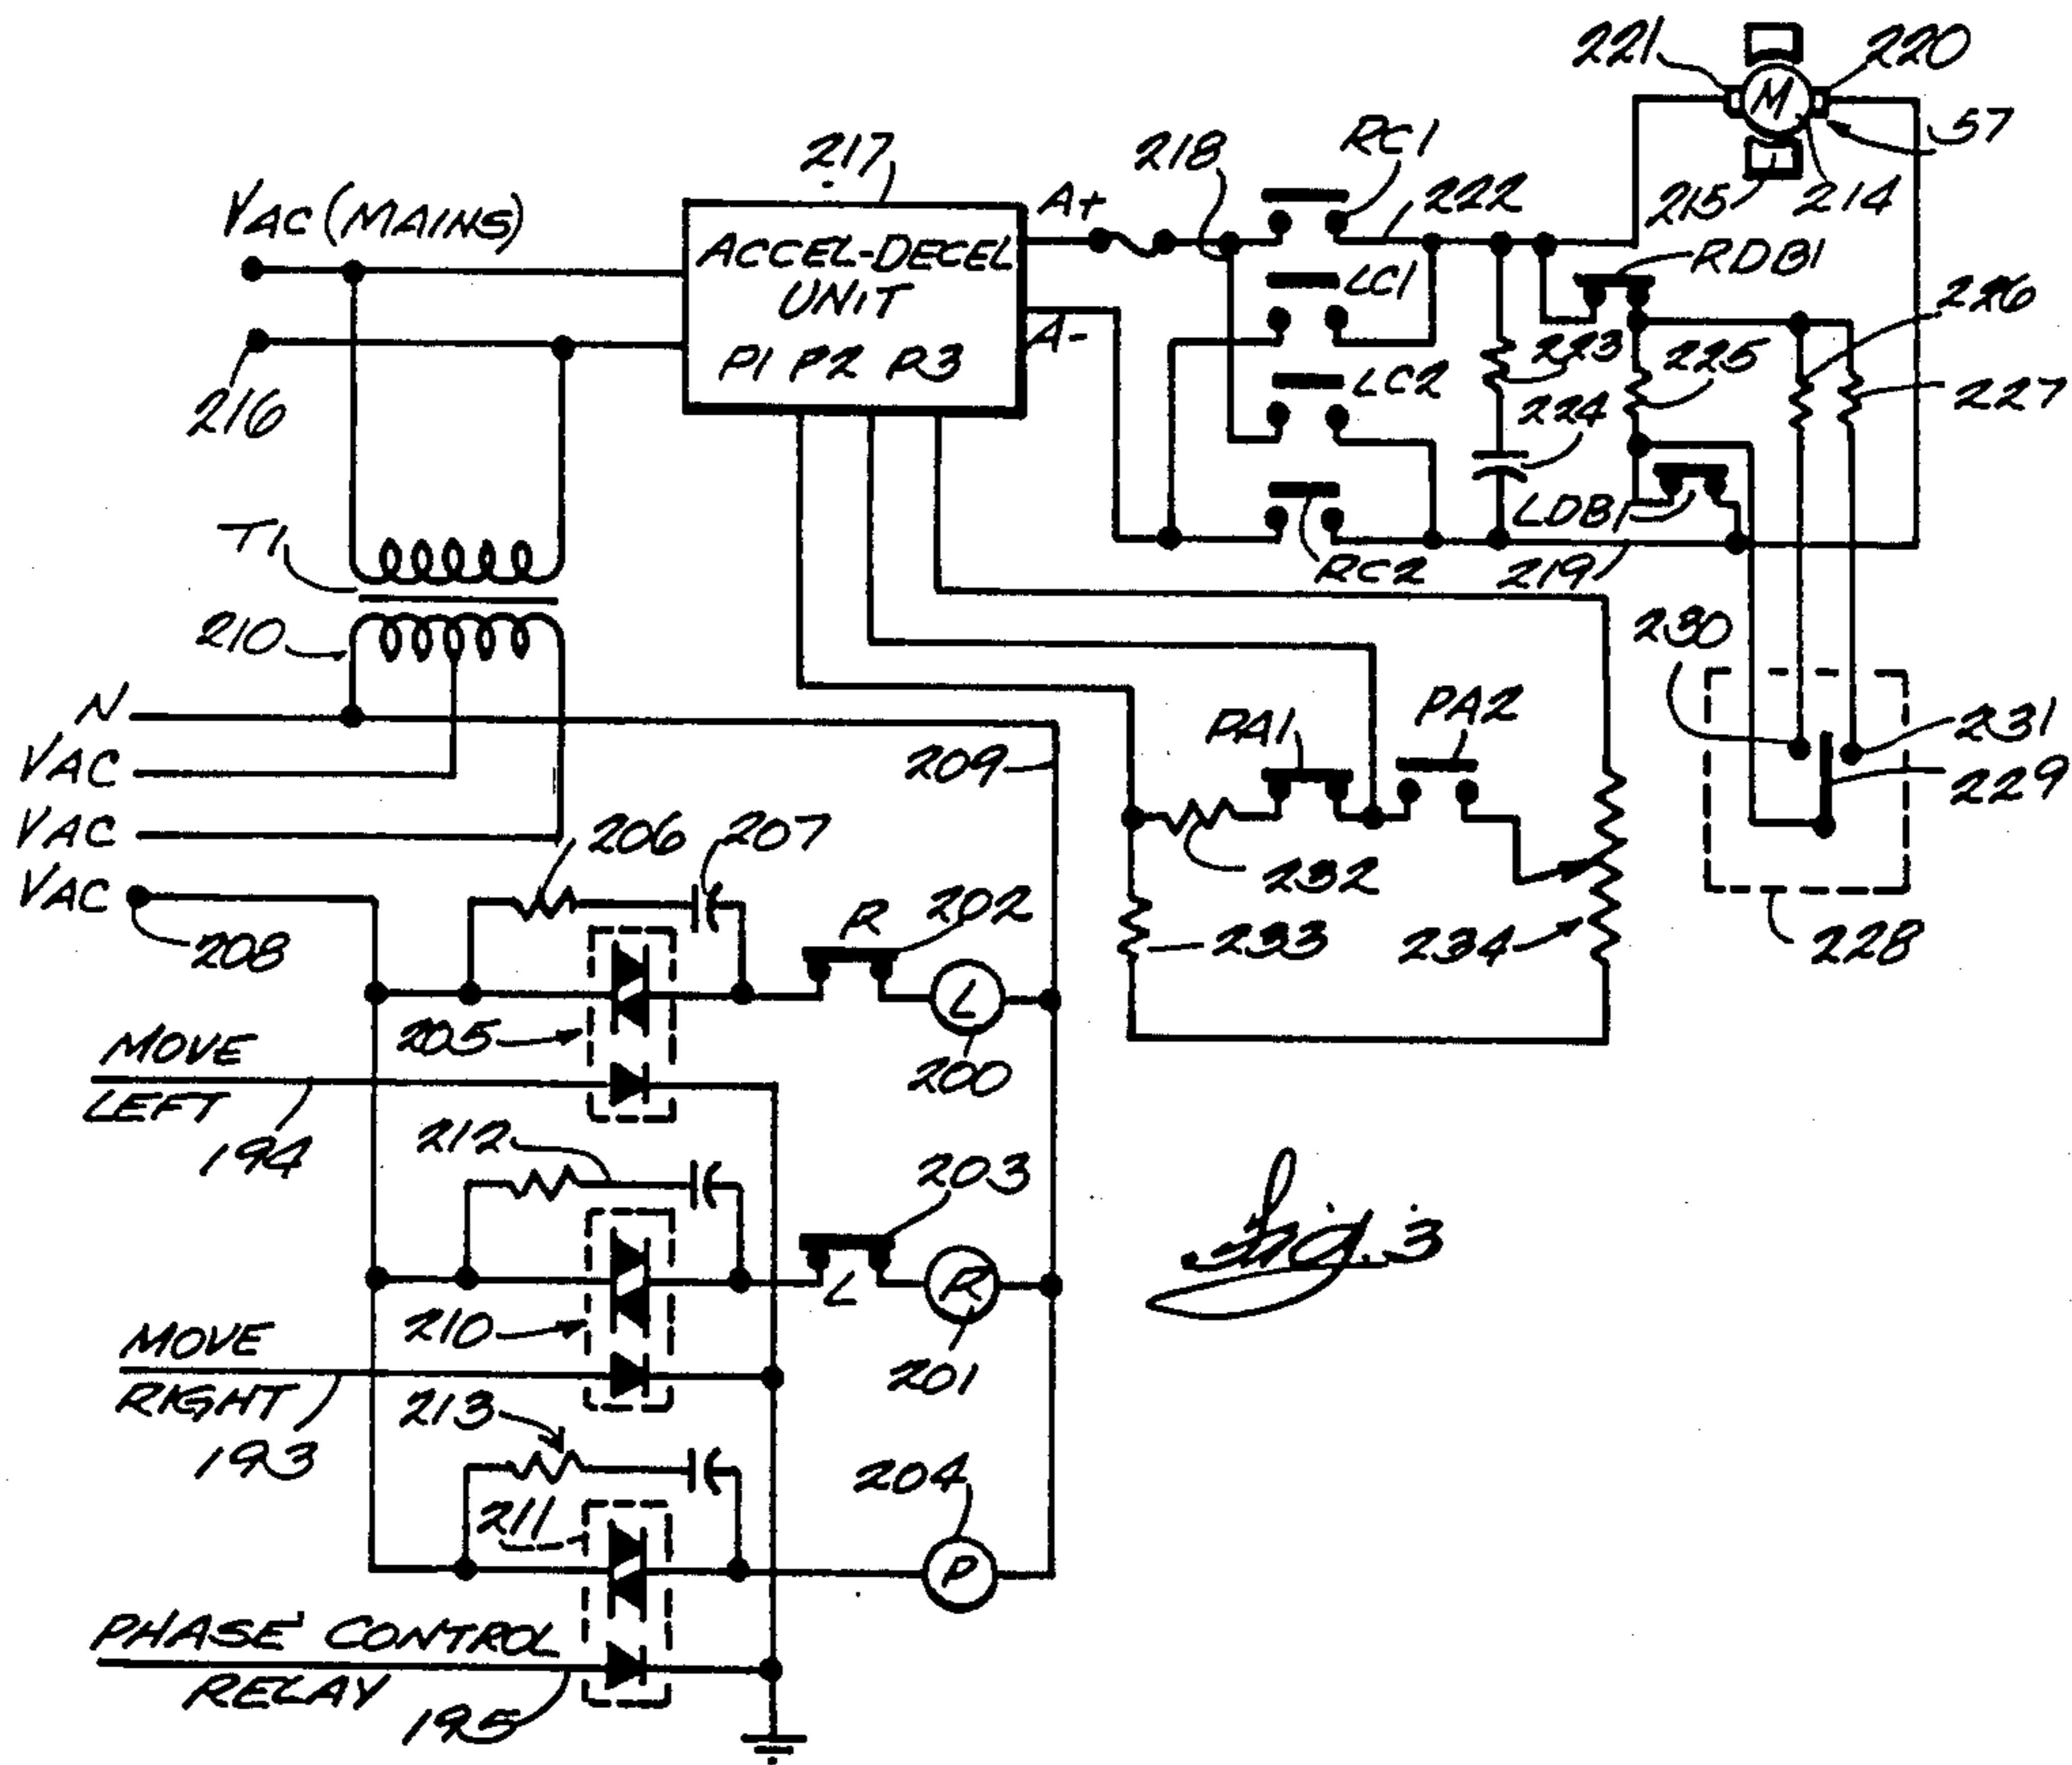 221
220
57
215
214
217
218
RC1
222
RDB1
226
VAC (MAINS)
A+
ACCEL-DECEL
UNIT
LC1
A-
P1 P2 P3
223
225
227
216
LC2
224
LDB1
T1
RC2
219
210
230
N
PA1
PA2
231
VAC
209
229
VAC
206
207
232
VAC
R
202
208
233
234
228
L
205
200
MOVE
LEFT
194
212
203
L
R
210
201
MOVE
RIGHT
193
213
204
211
P
PHASE CONTROL
RELAY
195
M
Fig. 3